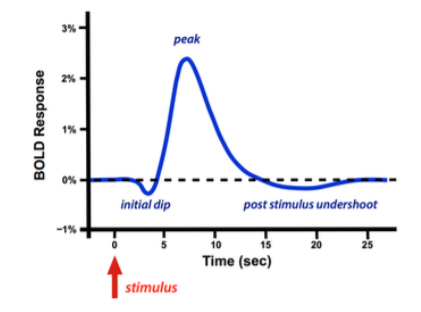 3%
peak
2%
BOLD Response
1%
0%
initial dip
post stimulus undershoot
−1%
0 5 10 15 20 25
Time (sec)
stimulus